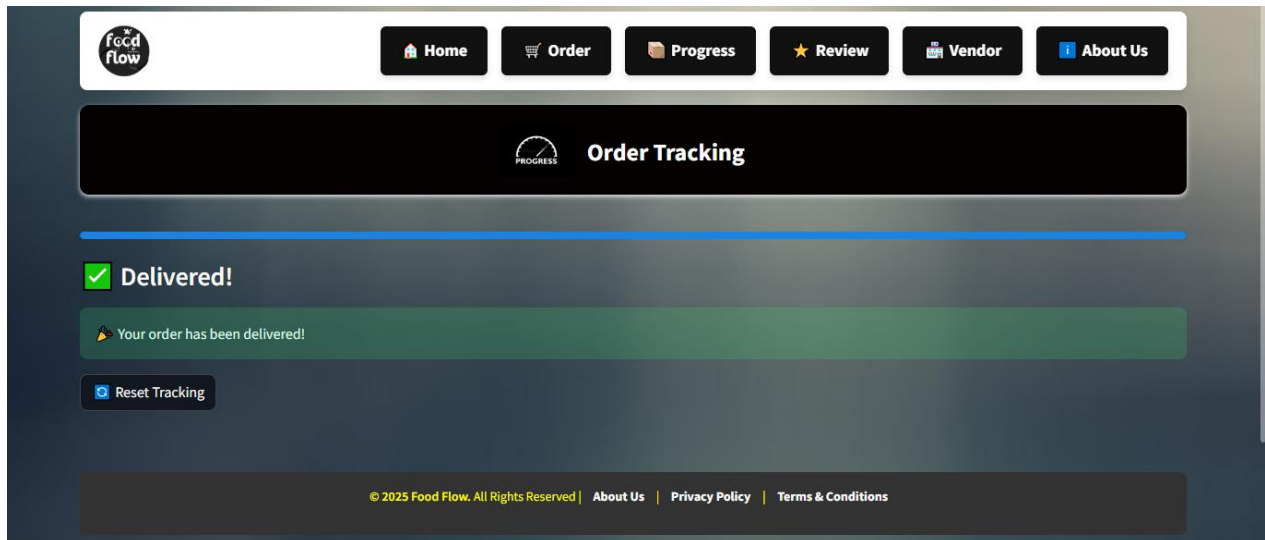 food
flow
🏠 Home
🛒 Order
📦 Progress
⭐ Review
🏪 Vendor
ℹ️ About Us
PROGRESS
Order Tracking
✅ Delivered!
🎉 Your order has been delivered!
🔄 Reset Tracking
© 2025 Food Flow. All Rights Reserved | About Us | Privacy Policy | Terms & Conditions